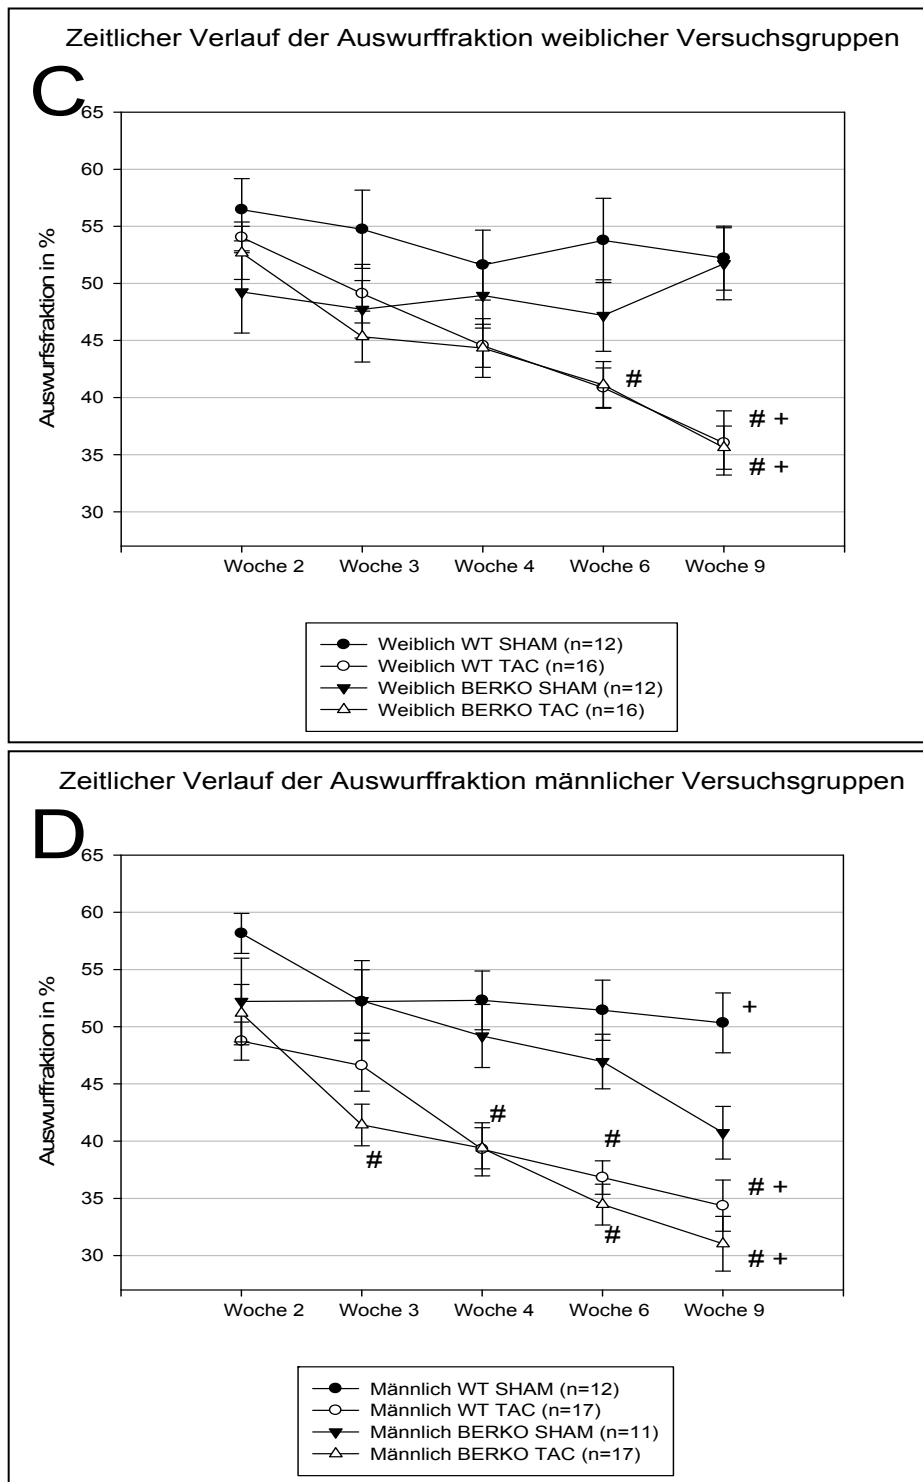 Zeitlicher Verlauf der Auswurffraktion weiblicher Versuchsgruppen
C
Auswurfsfraktion in %
65
60
55
50
45
40
35
30
#
# +
# +
Woche 2 Woche 3 Woche 4 Woche 6 Woche 9
Weiblich WT SHAM (n=12)
Weiblich WT TAC (n=16)
Weiblich BERKO SHAM (n=12)
Weiblich BERKO TAC (n=16)
Zeitlicher Verlauf der Auswurffraktion männlicher Versuchsgruppen
D
Auswurffraktion in %
65
60
55
50
45
40
35
30
+
#
#
#
# +
#
# +
Woche 2 Woche 3 Woche 4 Woche 6 Woche 9
Männlich WT SHAM (n=12)
Männlich WT TAC (n=17)
Männlich BERKO SHAM (n=11)
Männlich BERKO TAC (n=17)